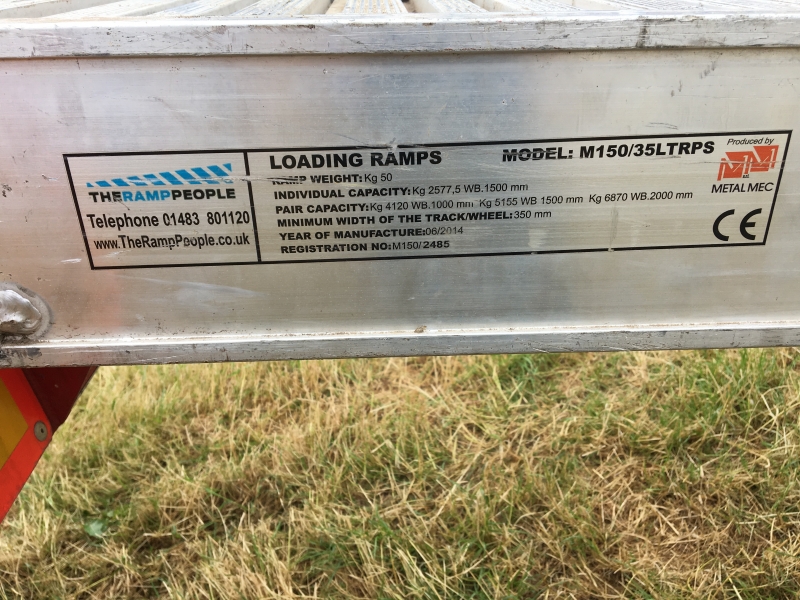 THERAMPPEOPLE
Telephone 01483 801120
www.TheRampPeople.co.uk
LOADING RAMPS MODEL: M150/35LTRPS
RAMP WEIGHT:Kg 50
INDIVIDUAL CAPACITY:Kg 2577,5 WB.1500 mm
PAIR CAPACITY:Kg 4120 WB.1000 mm Kg 5155 WB 1500 mm Kg 6870 WB.2000 mm
MINIMUM WIDTH OF THE TRACK/WHEEL:350 mm
YEAR OF MANUFACTURE:06/2014
REGISTRATION NO:M150/2485
Produced by
METALMEC
CE